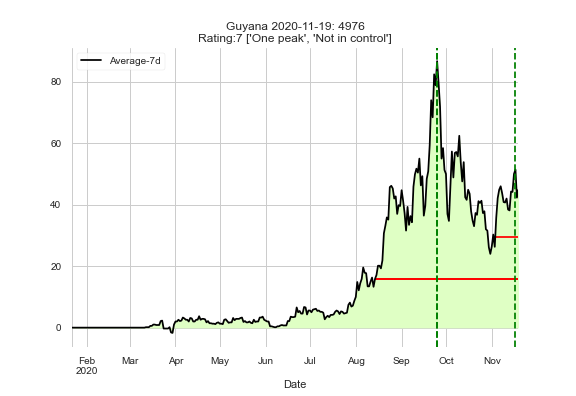 Guyana 2020-11-19: 4976
Rating:7 ['One peak', 'Not in control']
Average-7d
80
60
40
20
0
Feb Mar Apr May Jun Jul Aug Sep Oct Nov
2020
Date